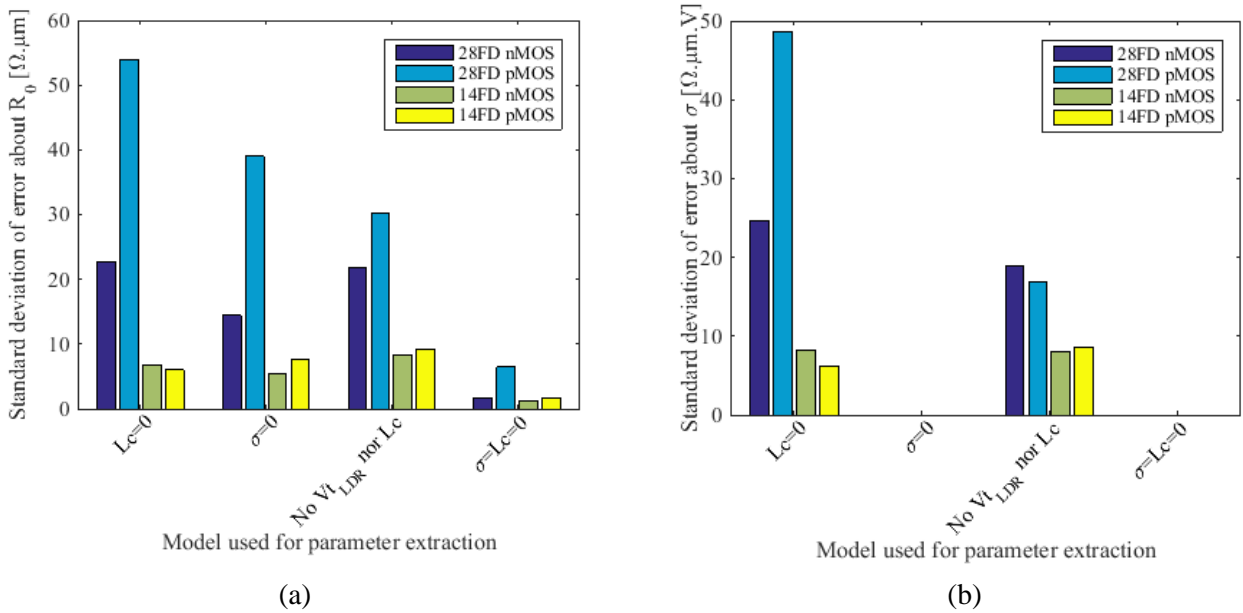 Standard deviation of error about R₀ [Ω.µm]
60
50
40
30
20
10
0
28FD nMOS
28FD pMOS
14FD nMOS
14FD pMOS
Lc=0
σ=0
No Vt_LDR nor Lc
σ=Lc=0
Model used for parameter extraction
(a)
Standard deviation of error about σ [Ω.µm.V]
50
40
30
20
10
0
28FD nMOS
28FD pMOS
14FD nMOS
14FD pMOS
Lc=0
σ=0
No Vt_LDR nor Lc
σ=Lc=0
Model used for parameter extraction
(b)